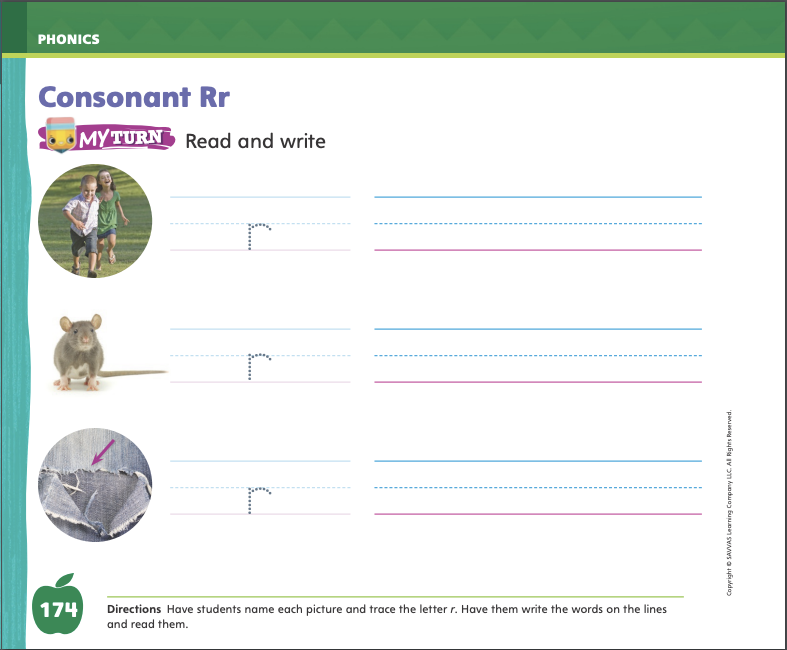 PHONICS
Consonant Rr
MY TURN Read and write
r
r
r
Copyright © SAVVAS Learning Company LLC. All Rights Reserved.
174
Directions Have students name each picture and trace the letter r. Have them write the words on the lines
and read them.